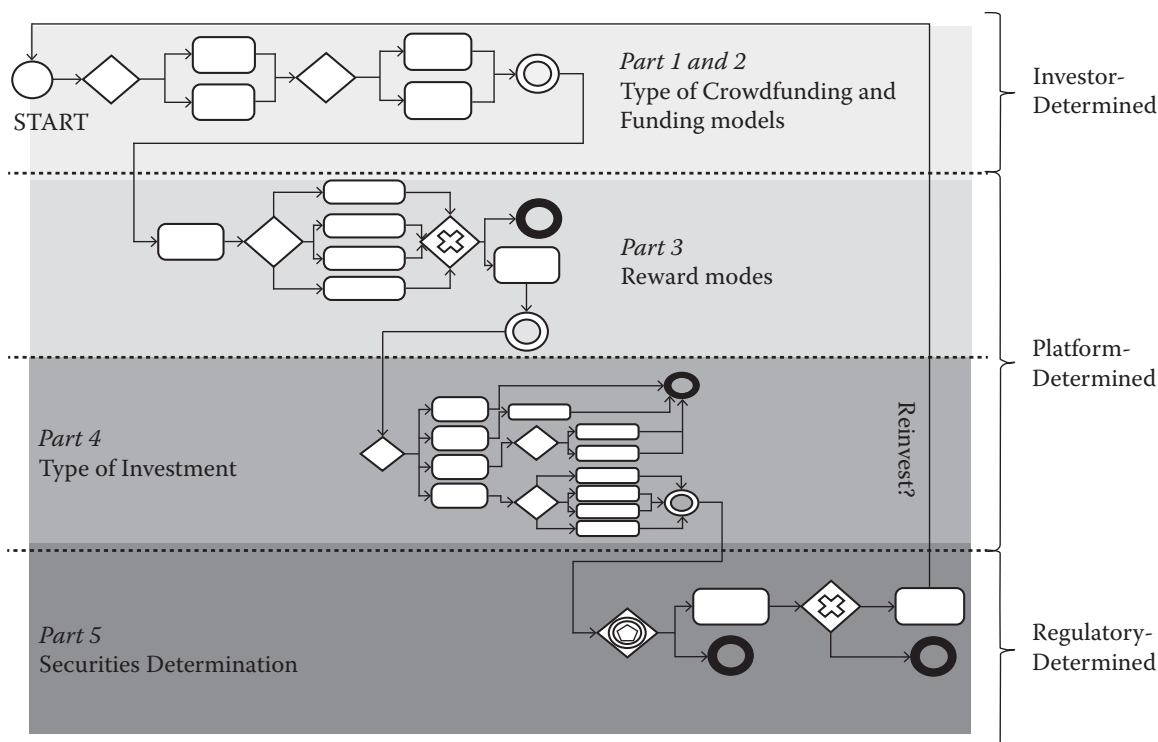 START
Part 1 and 2
Type of Crowdfunding and
Funding models
Investor-
Determined
Part 3
Reward modes
Platform-
Determined
Part 4
Type of Investment
Reinvest?
Part 5
Securities Determination
Regulatory-
Determined